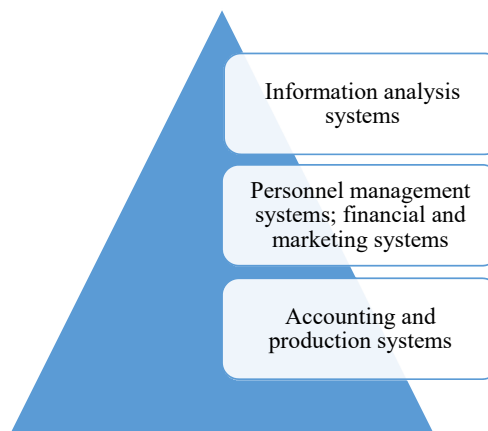 Information analysis
systems
Personnel management
systems; financial and
marketing systems
Accounting and
production systems